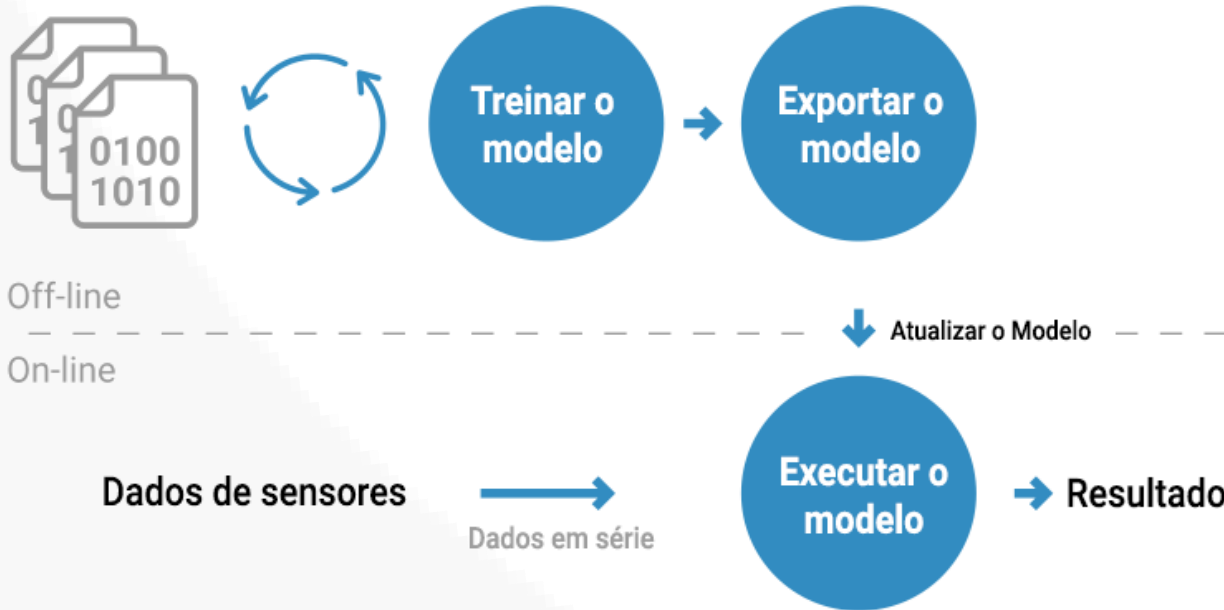 0100
1010
Treinar o
modelo
Exportar o
modelo
Off-line
Atualizar o Modelo
On-line
Dados de sensores
Dados em série
Executar o
modelo
Resultado